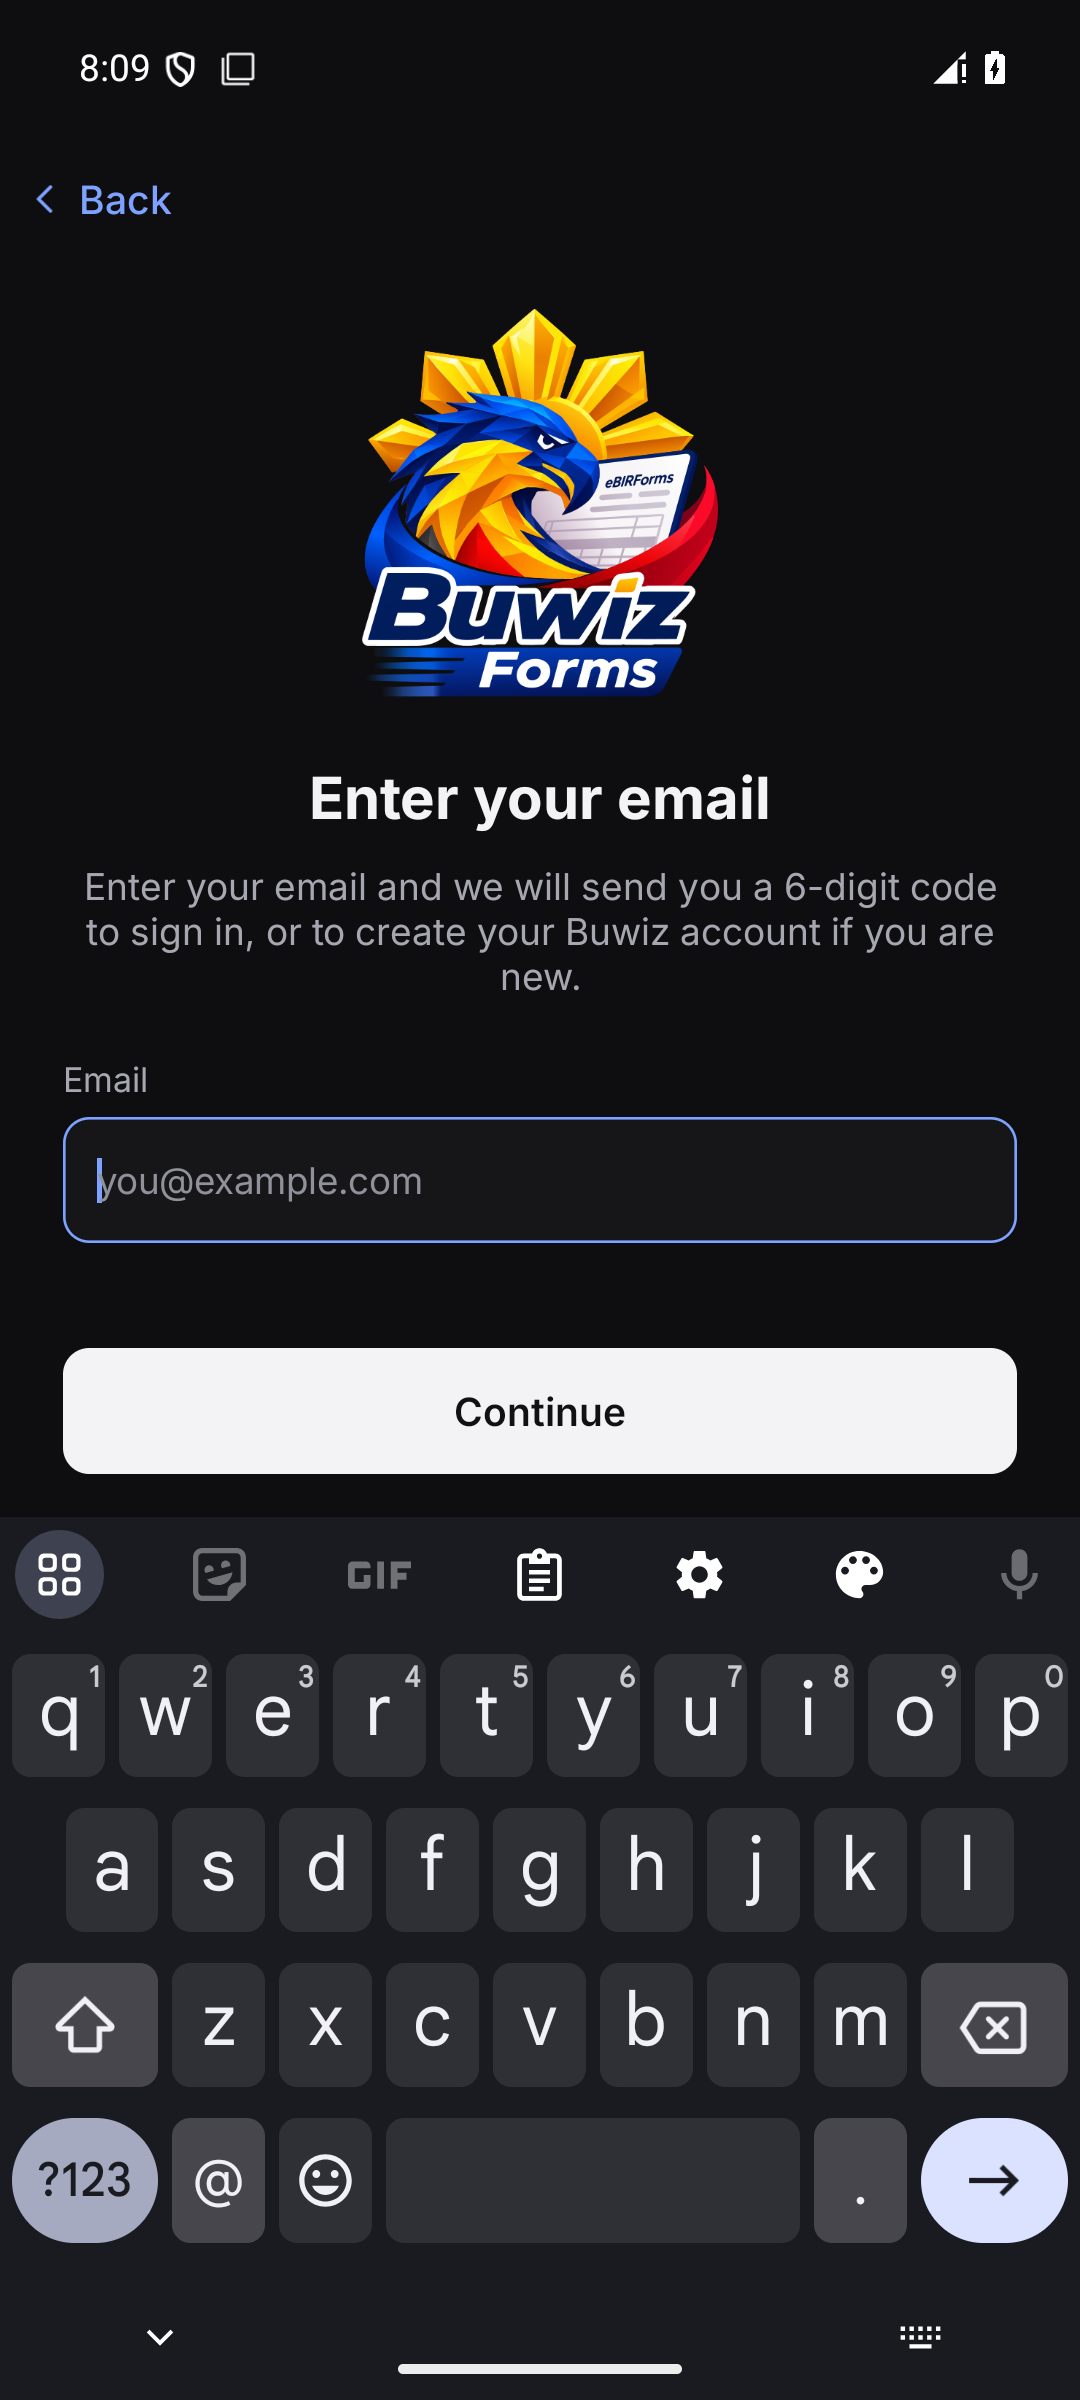 8:09
Back
eBIRForms
Buwiz
Forms
Enter your email
Enter your email and we will send you a 6-digit code
to sign in, or to create your Buwiz account if you are
new.
Email
you@example.com
Continue
GIF
q1 w2 e3 r4 t5 y6 u7 i8 o9 p0
a s d f g h j k l
z x c v b n m
?123 @ .